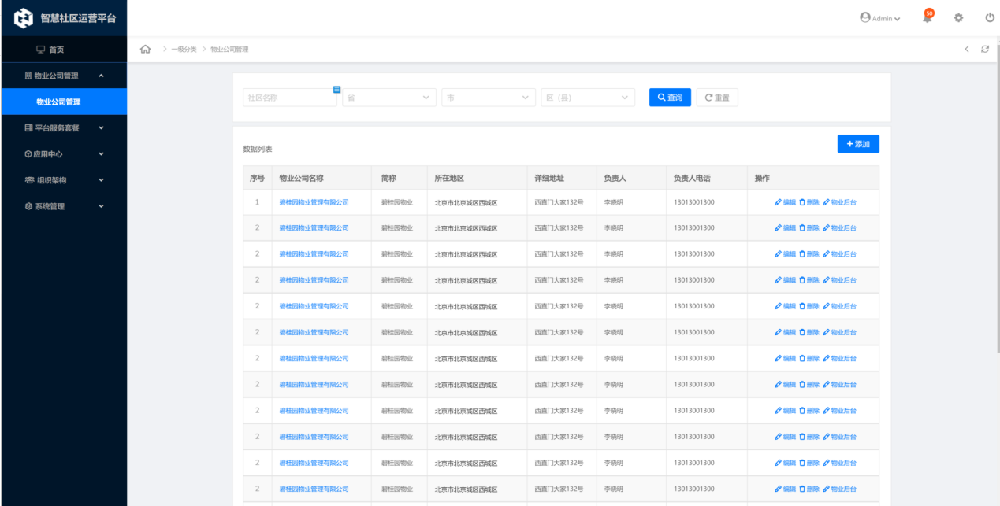 智慧社区运营平台
Admin
50
首页
一级分类
物业公司管理
物业公司管理
物业公司管理
平台服务套餐
应用中心
组织架构
系统管理
社区名称
省
市
区（县）
查询
重置
数据列表
+添加
序号 物业公司名称 简称 所在地区 详细地址 负责人 负责人电话 操作
1 碧桂园物业管理有限公司 碧桂园物业 北京市北京城区西城区 西直门大家132号 李晓明 13013001300 编辑 删除 物业后台
2 碧桂园物业管理有限公司 碧桂园物业 北京市北京城区西城区 西直门大家132号 李晓明 13013001300 编辑 删除 物业后台
2 碧桂园物业管理有限公司 碧桂园物业 北京市北京城区西城区 西直门大家132号 李晓明 13013001300 编辑 删除 物业后台
2 碧桂园物业管理有限公司 碧桂园物业 北京市北京城区西城区 西直门大家132号 李晓明 13013001300 编辑 删除 物业后台
2 碧桂园物业管理有限公司 碧桂园物业 北京市北京城区西城区 西直门大家132号 李晓明 13013001300 编辑 删除 物业后台
2 碧桂园物业管理有限公司 碧桂园物业 北京市北京城区西城区 西直门大家132号 李晓明 13013001300 编辑 删除 物业后台
2 碧桂园物业管理有限公司 碧桂园物业 北京市北京城区西城区 西直门大家132号 李晓明 13013001300 编辑 删除 物业后台
2 碧桂园物业管理有限公司 碧桂园物业 北京市北京城区西城区 西直门大家132号 李晓明 13013001300 编辑 删除 物业后台
2 碧桂园物业管理有限公司 碧桂园物业 北京市北京城区西城区 西直门大家132号 李晓明 13013001300 编辑 删除 物业后台
2 碧桂园物业管理有限公司 碧桂园物业 北京市北京城区西城区 西直门大家132号 李晓明 13013001300 编辑 删除 物业后台
2 碧桂园物业管理有限公司 碧桂园物业 北京市北京城区西城区 西直门大家132号 李晓明 13013001300 编辑 删除 物业后台
2 碧桂园物业管理有限公司 碧桂园物业 北京市北京城区西城区 西直门大家132号 李晓明 13013001300 编辑 删除 物业后台